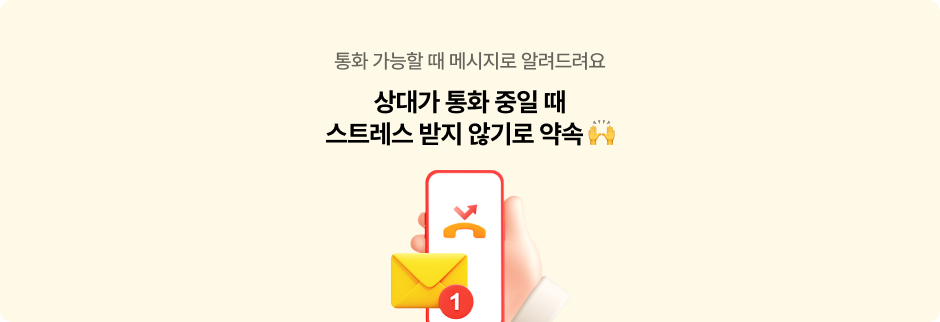 통화 가능할 때 메시지로 알려드려요
상대가 통화 중일 때
스트레스 받지 않기로 약속 🙌
1